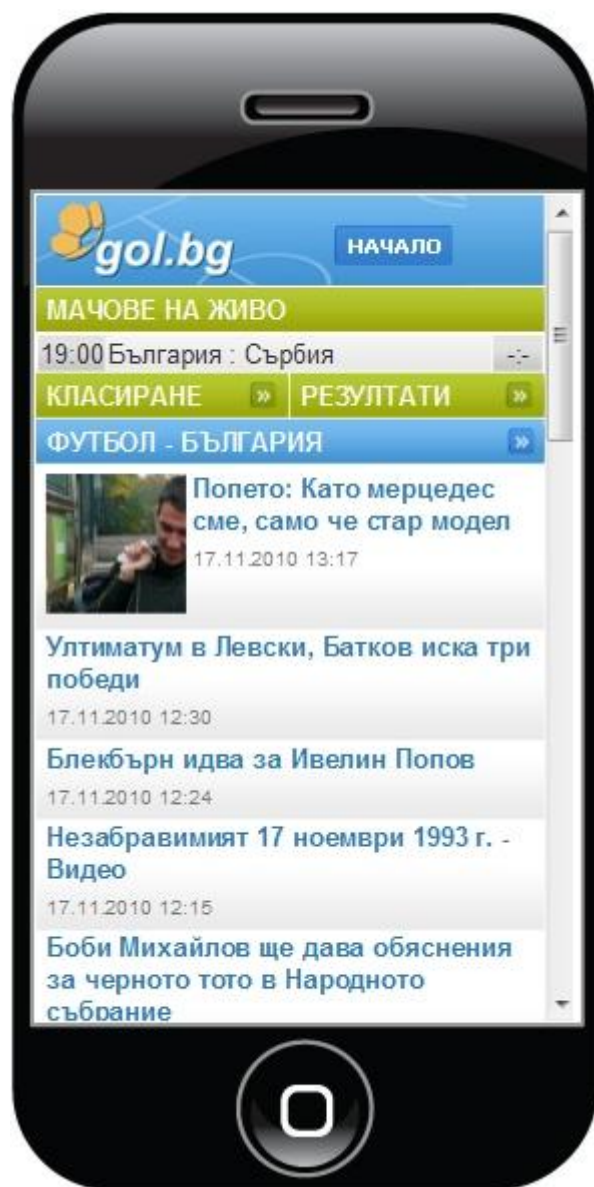 gol.bg
НАЧАЛО
МАЧОВЕ НА ЖИВО
19:00 България : Сърбия -:-
КЛАСИРАНЕ » РЕЗУЛТАТИ »
ФУТБОЛ - БЪЛГАРИЯ »
Попето: Като мерцедес
сме, само че стар модел
17.11.2010 13:17
Ултиматум в Левски, Батков иска три
победи
17.11.2010 12:30
Блекбърн идва за Ивелин Попов
17.11.2010 12:24
Незабравимият 17 ноември 1993 г. -
Видео
17.11.2010 12:15
Боби Михайлов ще дава обяснения
за черното тото в Народното
събрание